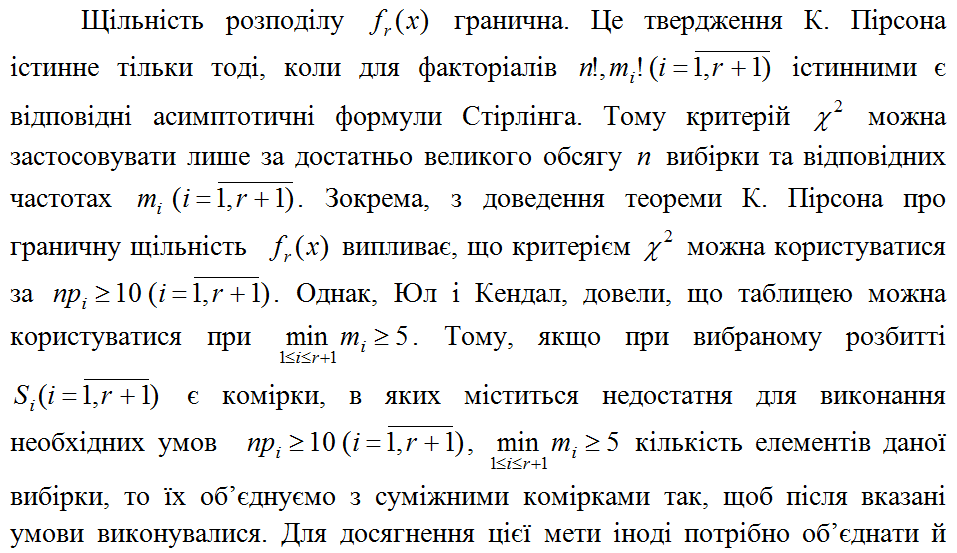 Щільність розподілу f_r(x) гранична. Це твердження К. Пірсона
істинне тільки тоді, коли для факторіалів n!, m_i! (i = \overline{1, r+1}) істинними є
відповідні асимптотичні формули Стірлінга. Тому критерій χ² можна
застосовувати лише за достатньо великого обсягу n вибірки та відповідних
частотах m_i (i = \overline{1, r+1}). Зокрема, з доведення теореми К. Пірсона про
граничну щільність f_r(x) випливає, що критерієм χ² можна користуватися
за np_i ≥ 10 (i = \overline{1, r+1}). Однак, Юл і Кендал, довели, що таблицею можна
користуватися при \min_{1≤i≤r+1} m_i ≥ 5. Тому, якщо при вибраному розбитті
S_i (i = \overline{1, r+1}) є комірки, в яких міститься недостатня для виконання
необхідних умов np_i ≥ 10 (i = \overline{1, r+1}), \min_{1≤i≤r+1} m_i ≥ 5 кількість елементів даної
вибірки, то їх об’єднуємо з суміжними комірками так, щоб після вказані
умови виконувалися. Для досягнення цієї мети іноді потрібно об’єднати й